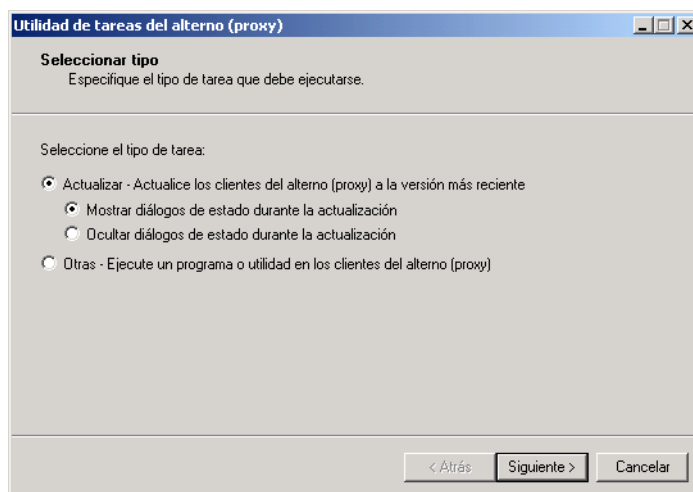 Utilidad de tareas del alterno (proxy)
Seleccionar tipo
Especifique el tipo de tarea que debe ejecutarse.
Seleccione el tipo de tarea:
Actualizar - Actualice los clientes del alterno (proxy) a la versión más reciente
Mostrar diálogos de estado durante la actualización
Ocultar diálogos de estado durante la actualización
Otras - Ejecute un programa o utilidad en los clientes del alterno (proxy)
< Atrás Siguiente > Cancelar